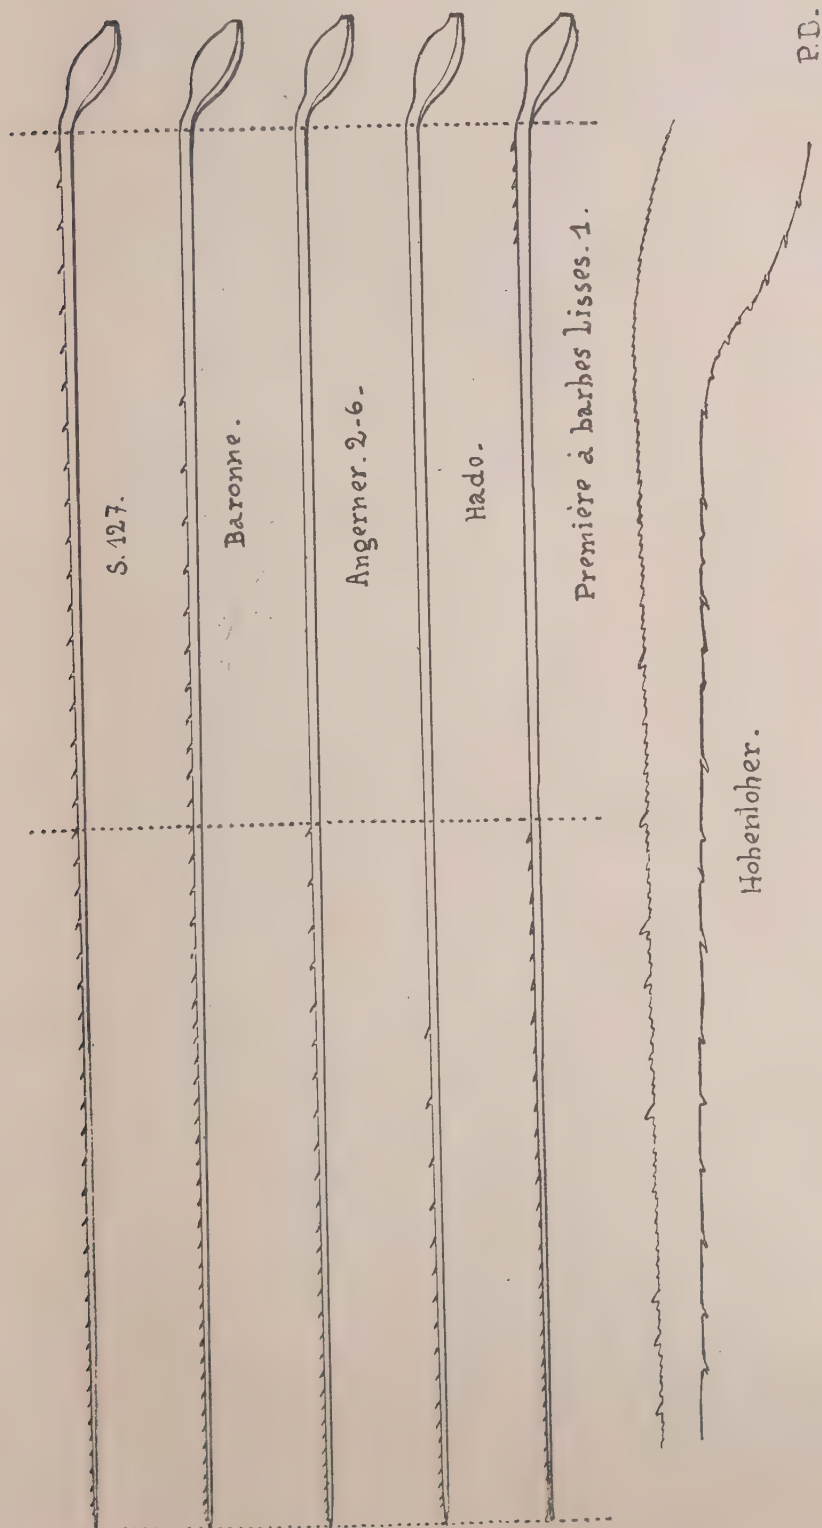 S. 127.
Baronne.
Angerner. 2-6.
Hado.
Première à barbes Lisses. 1.
Hohenloher.
P.D.